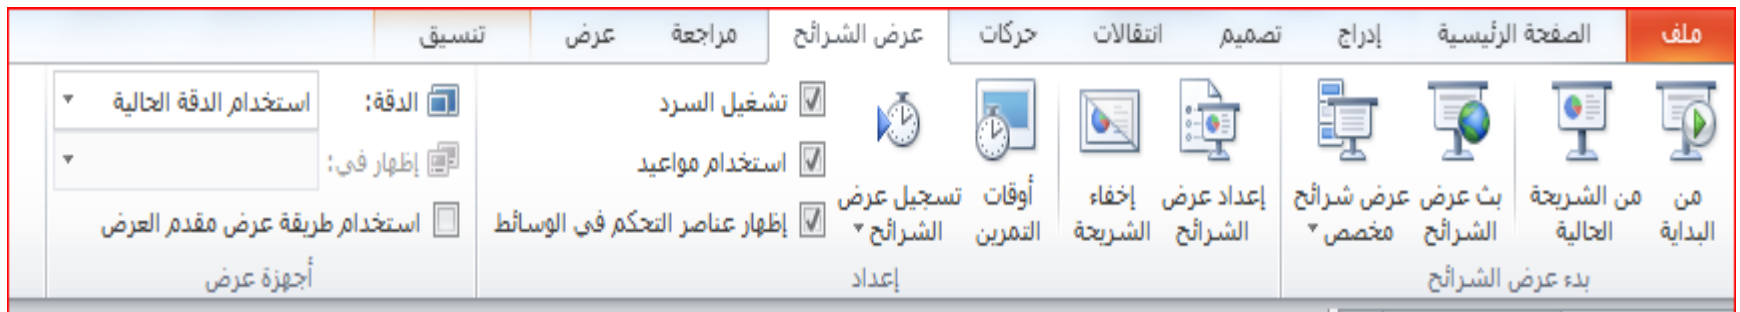 ملف الصفحة الرئيسية إدراج تصميم انتقالات حركات عرض الشرائح مراجعة عرض تنسيق
من البداية
من الشريحة الحالية
بث عرض الشرائح
عرض شرائح مخصص
بدء عرض الشرائح
إعداد عرض الشرائح
إخفاء الشريحة
أوقات التمرين
تسجيل عرض الشرائح
تشغيل السرد
استخدام مواعيد
إظهار عناصر التحكم في الوسائط
إعداد
الدقة: استخدام الدقة الحالية
إظهار في:
استخدام طريقة عرض مقدم العرض
أجهزة عرض